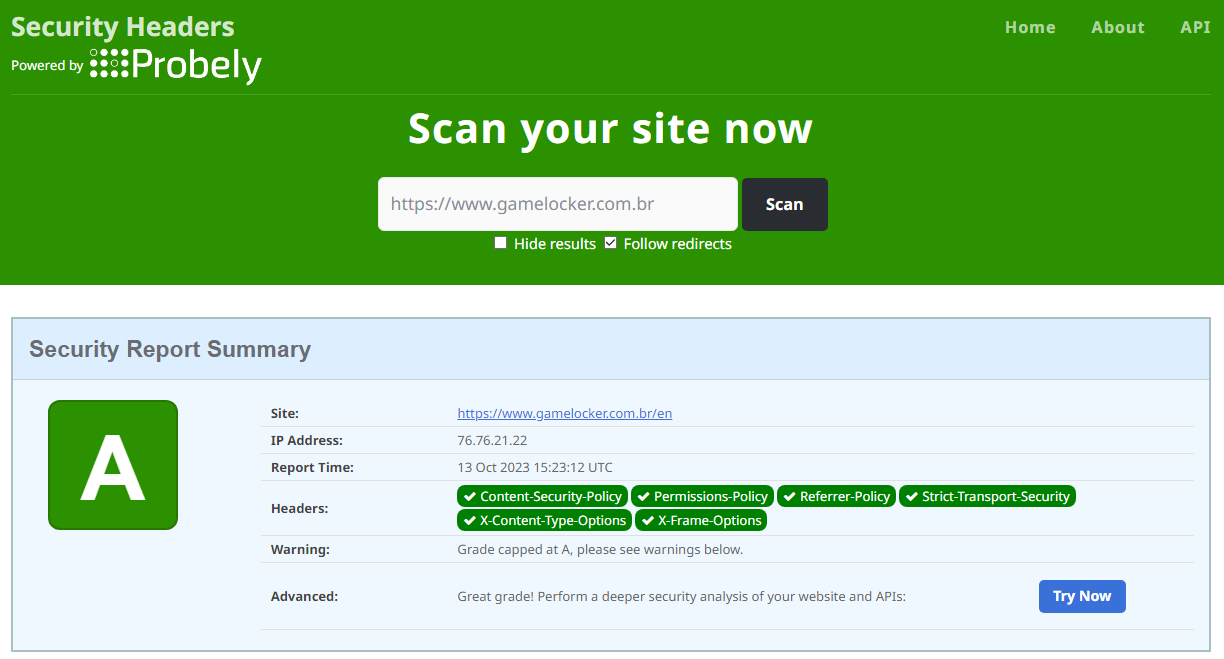 Security Headers
Home About API
Powered by Probely
Scan your site now
https://www.gamelocker.com.br Scan
Hide results Follow redirects
Security Report Summary
A
Site: https://www.gamelocker.com.br/en
IP Address: 76.76.21.22
Report Time: 13 Oct 2023 15:23:12 UTC
Headers: Content-Security-Policy Permissions-Policy Referrer-Policy Strict-Transport-Security
X-Content-Type-Options X-Frame-Options
Warning: Grade capped at A, please see warnings below.
Advanced: Great grade! Perform a deeper security analysis of your website and APIs: Try Now